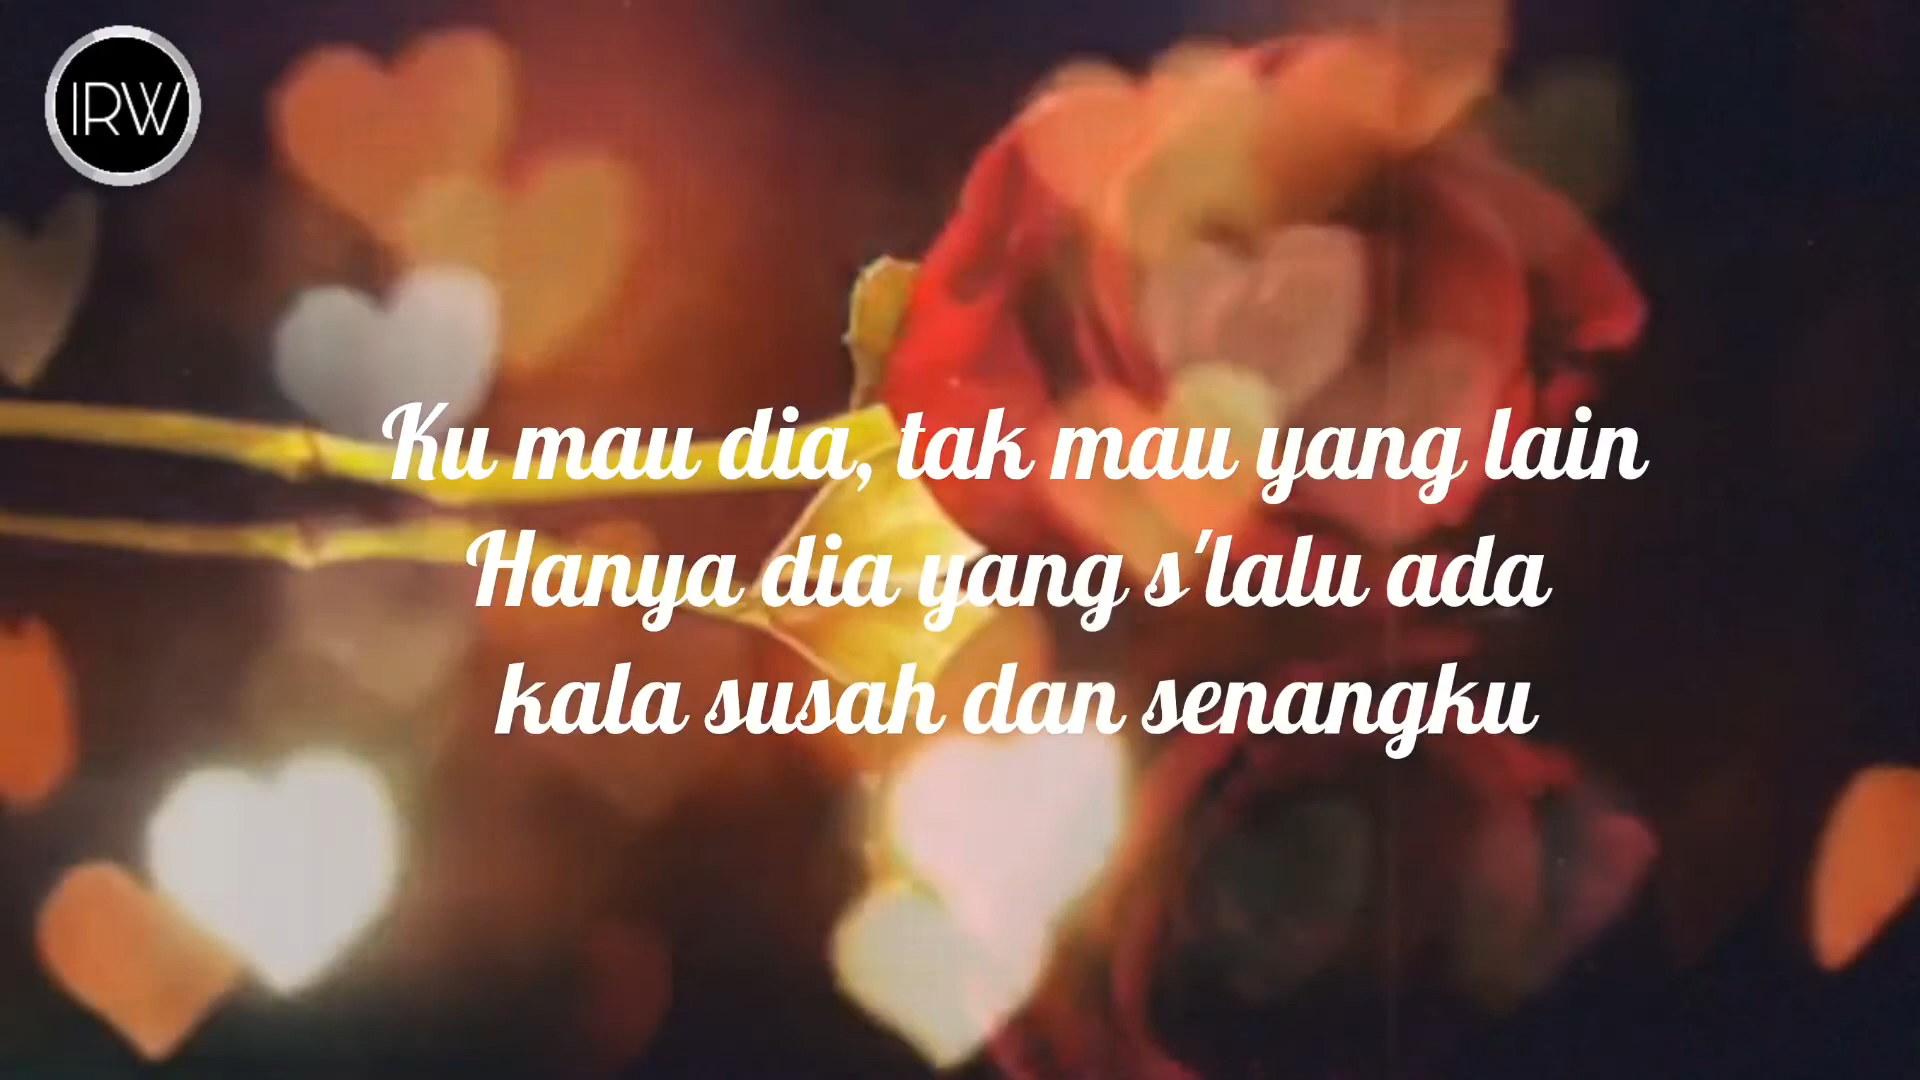 IRW
Ku mau dia, tak mau yang lain
Hanya dia yang s'lalu ada
kala susah dan senangku